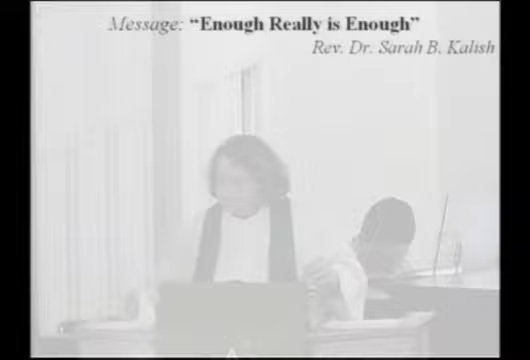 Message: “Enough Really is Enough”
Rev. Dr. Sarah B. Kalish